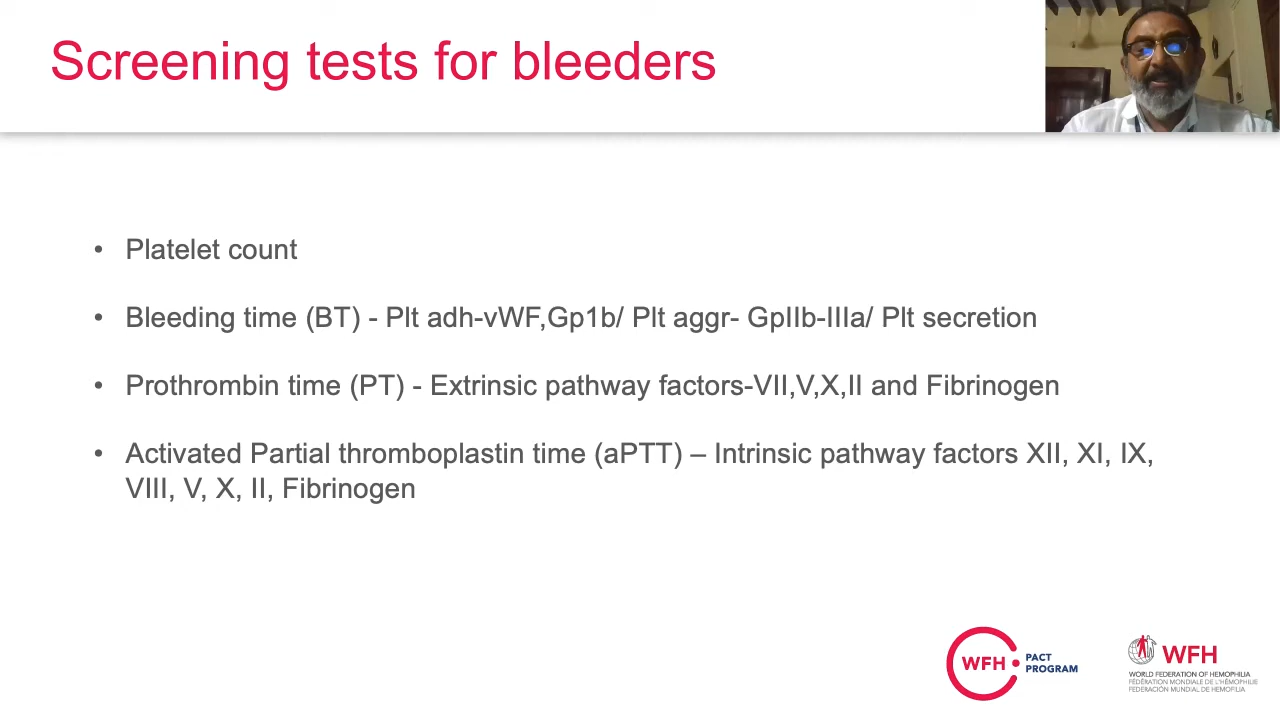 Screening tests for bleeders
• Platelet count
• Bleeding time (BT) - Plt adh-vWF,Gp1b/ Plt aggr- GpIIb-IIIa/ Plt secretion
• Prothrombin time (PT) - Extrinsic pathway factors-VII,V,X,II and Fibrinogen
• Activated Partial thromboplastin time (aPTT) – Intrinsic pathway factors XII, XI, IX,
VIII, V, X, II, Fibrinogen
WFH
PACT
PROGRAM
WFH
WORLD FEDERATION OF HEMOPHILIA
FÉDÉRATION MONDIALE DE L'HÉMOPHILIE
FEDERACIÓN MUNDIAL DE HEMOFILIA